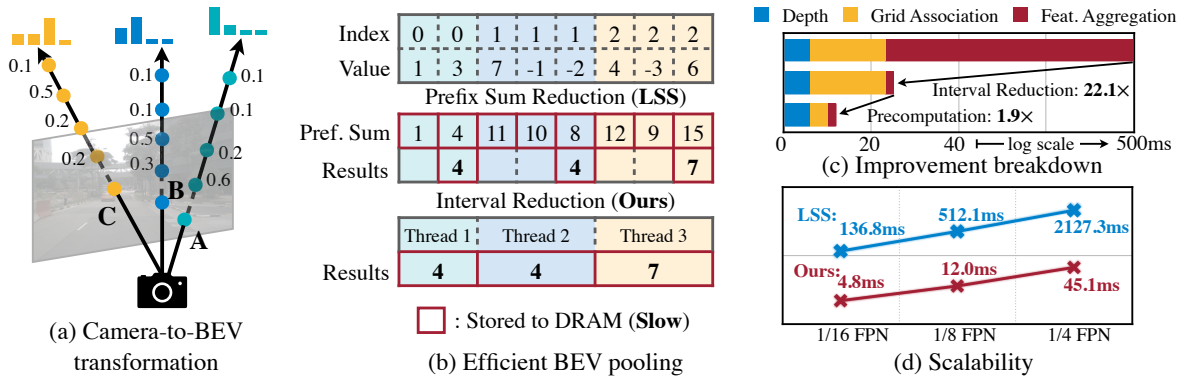 0.1
0.5
0.2
0.2
C
0.1
0.1
0.5
0.3
B
0.1
0.1
0.2
0.6
A
(a) Camera-to-BEV
transformation
Index 0 0 1 1 1 2 2 2
Value 1 3 7 -1 -2 4 -3 6
Prefix Sum Reduction (LSS)
Pref. Sum 1 4 11 10 8 12 9 15
Results 4 4 7
Interval Reduction (Ours)
Thread 1 Thread 2 Thread 3
Results 4 4 7
: Stored to DRAM (Slow)
(b) Efficient BEV pooling
Depth Grid Association Feat. Aggregation
Interval Reduction: 22.1×
Precomputation: 1.9×
0 20 40 log scale 500ms
(c) Improvement breakdown
LSS: 136.8ms 512.1ms 2127.3ms
Ours: 4.8ms 12.0ms 45.1ms
1/16 FPN 1/8 FPN 1/4 FPN
(d) Scalability